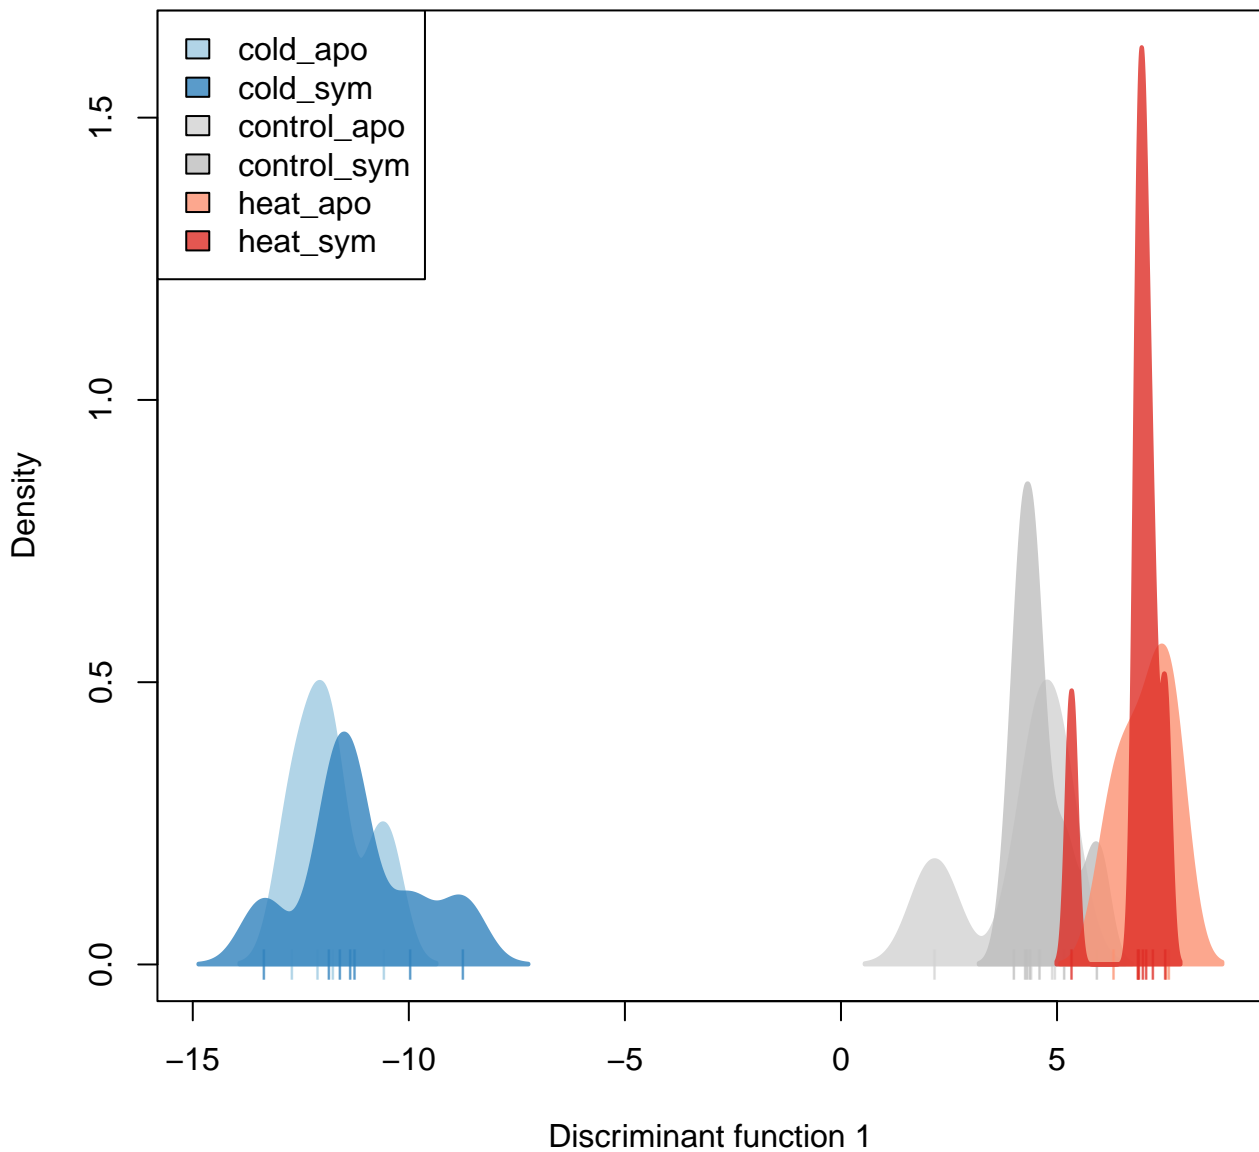 cold_apo
cold_sym
control_apo
control_sym
heat_apo
heat_sym
1.5
1.0
0.5
0.0
Density
−15 −10 −5 0 5
Discriminant function 1